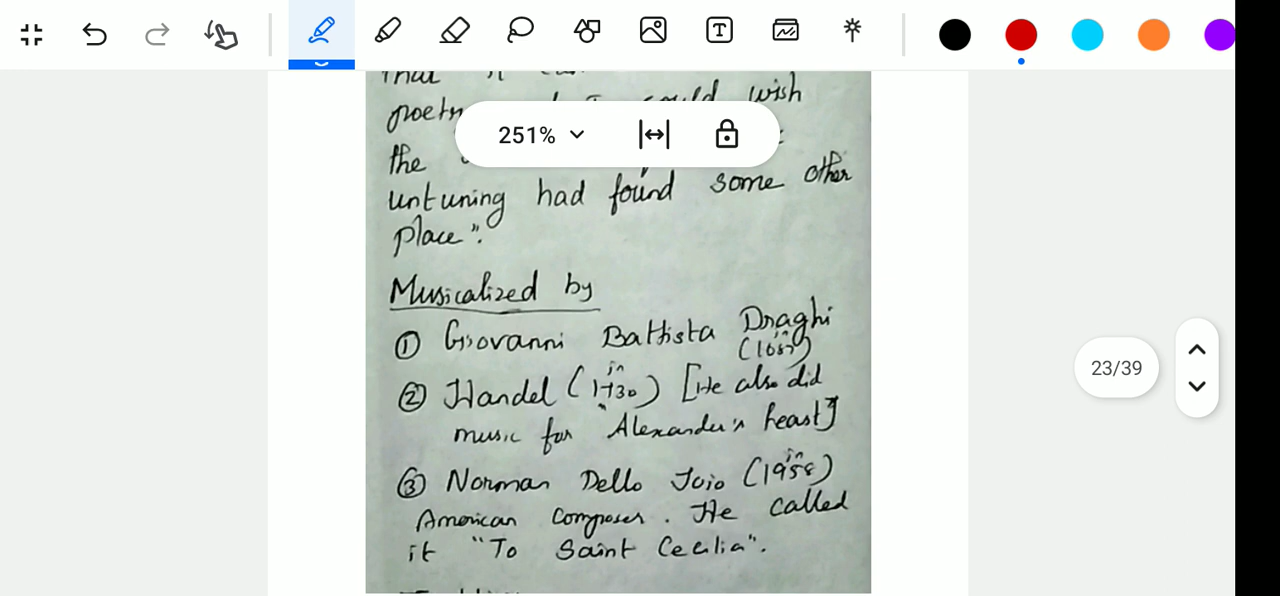 251%
23/39
poetry could wish
the
untuning had found some other
place".
Musicalized by
① Giovanni Battista Draghi
(in 1687)
② Handel (in 1730) [He also did
music for "Alexander's Feast"]
③ Norman Dello Joio (in 1958)
American Composer. He called
it "To Saint Cecilia".